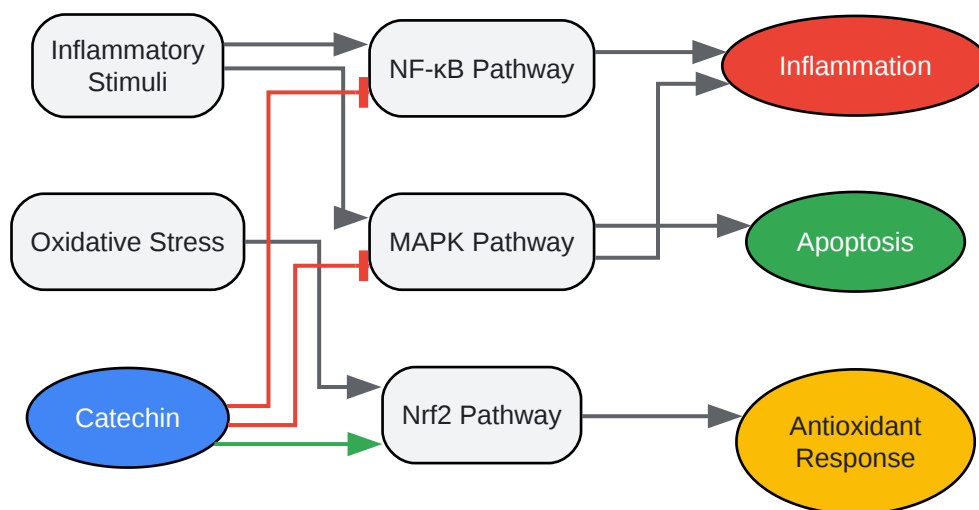 Inflammatory
Stimuli
NF-κB Pathway
Inflammation
Oxidative Stress
MAPK Pathway
Apoptosis
Catechin
Nrf2 Pathway
Antioxidant
Response